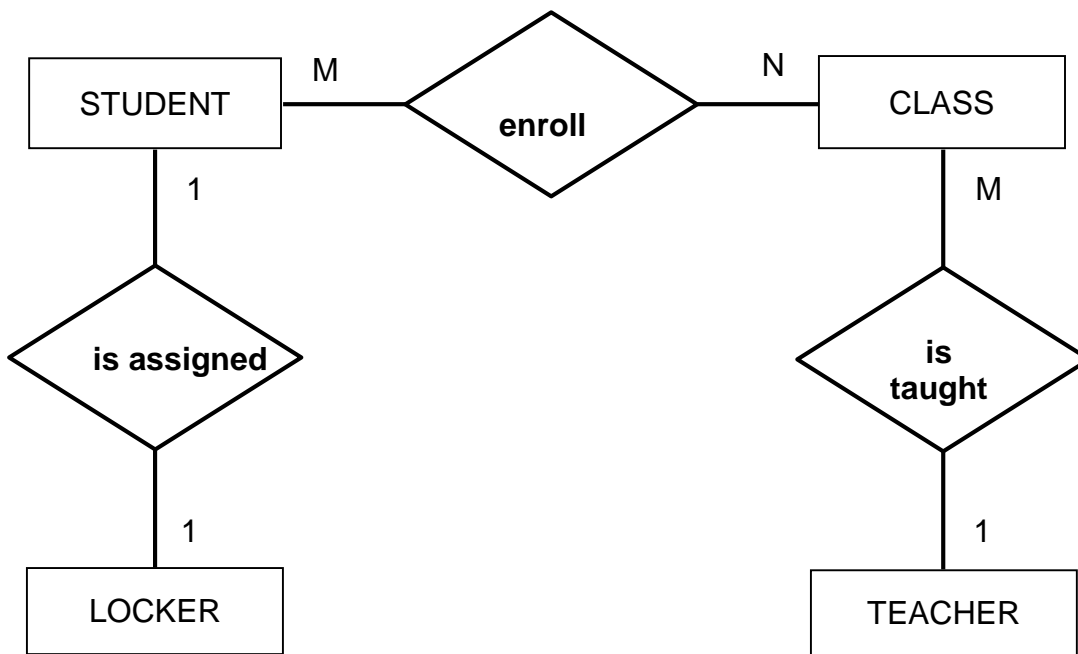 M
N
STUDENT
CLASS
enroll
1
M
is assigned
is
taught
1
1
LOCKER
TEACHER